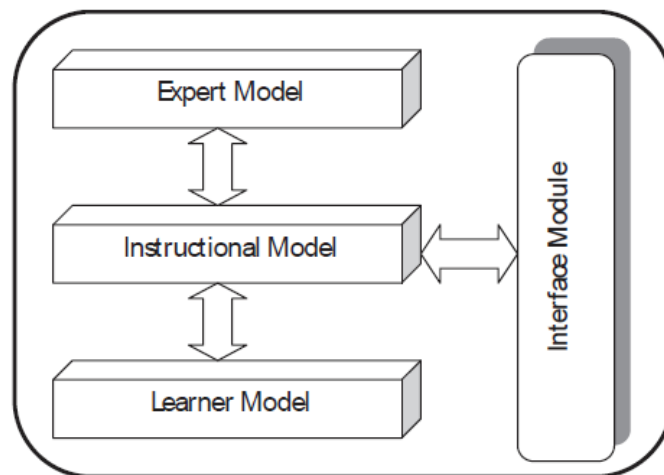 Expert Model
Instructional Model
Learner Model
Interface Module